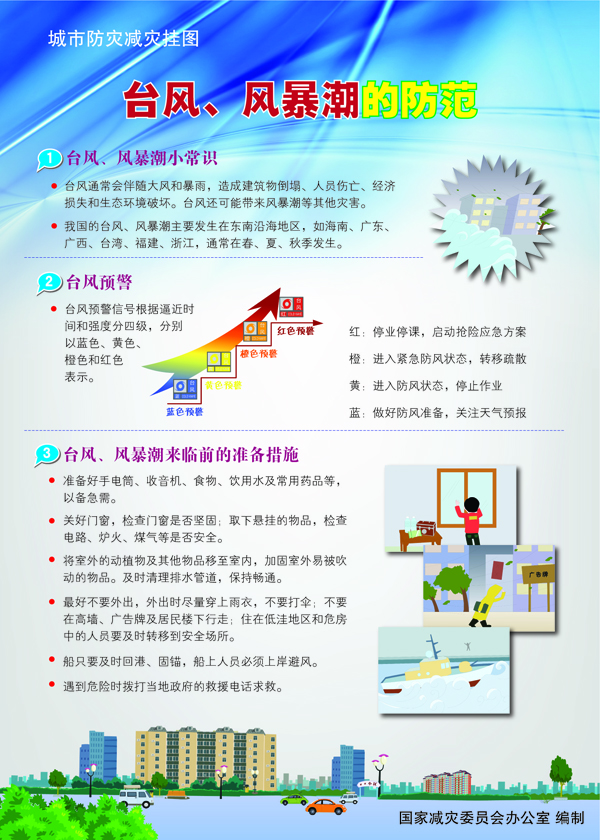 城市防灾减灾挂图
台风、风暴潮的防范
1 台风、风暴潮小常识
● 台风通常会伴随大风和暴雨，造成建筑物倒塌、人员伤亡、经济
损失和生态环境破坏。台风还可能带来风暴潮等其他灾害。
● 我国的台风、风暴潮主要发生在东南沿海地区，如海南、广东、
广西、台湾、福建、浙江，通常在春、夏、秋季发生。
2 台风预警
● 台风预警信号根据逼近时
间和强度分四级，分别
以蓝色、黄色、
橙色和红色
表示。
台风
红
红色预警
台风
橙色预警
黄色预警
台风
蓝色预警
红：停业停课，启动抢险应急方案
橙：进入紧急防风状态，转移疏散
黄：进入防风状态，停止作业
蓝：做好防风准备，关注天气预报
3 台风、风暴潮来临前的准备措施
● 准备好手电筒、收音机、食物、饮用水及常用药品等，
以备急需。
● 关好门窗，检查门窗是否坚固；取下悬挂的物品，检查
电路、炉火、煤气等是否安全。
● 将室外的动植物及其他物品移至室内，加固室外易被吹
动的物品。及时清理排水管道，保持畅通。
● 最好不要外出，外出时尽量穿上雨衣，不要打伞；不要
在高墙、广告牌及居民楼下行走；住在低洼地区和危房
中的人员要及时转移到安全场所。
● 船只要及时回港、固锚，船上人员必须上岸避风。
● 遇到危险时拨打当地政府的救援电话求救。
广告牌
国家减灾委员会办公室 编制